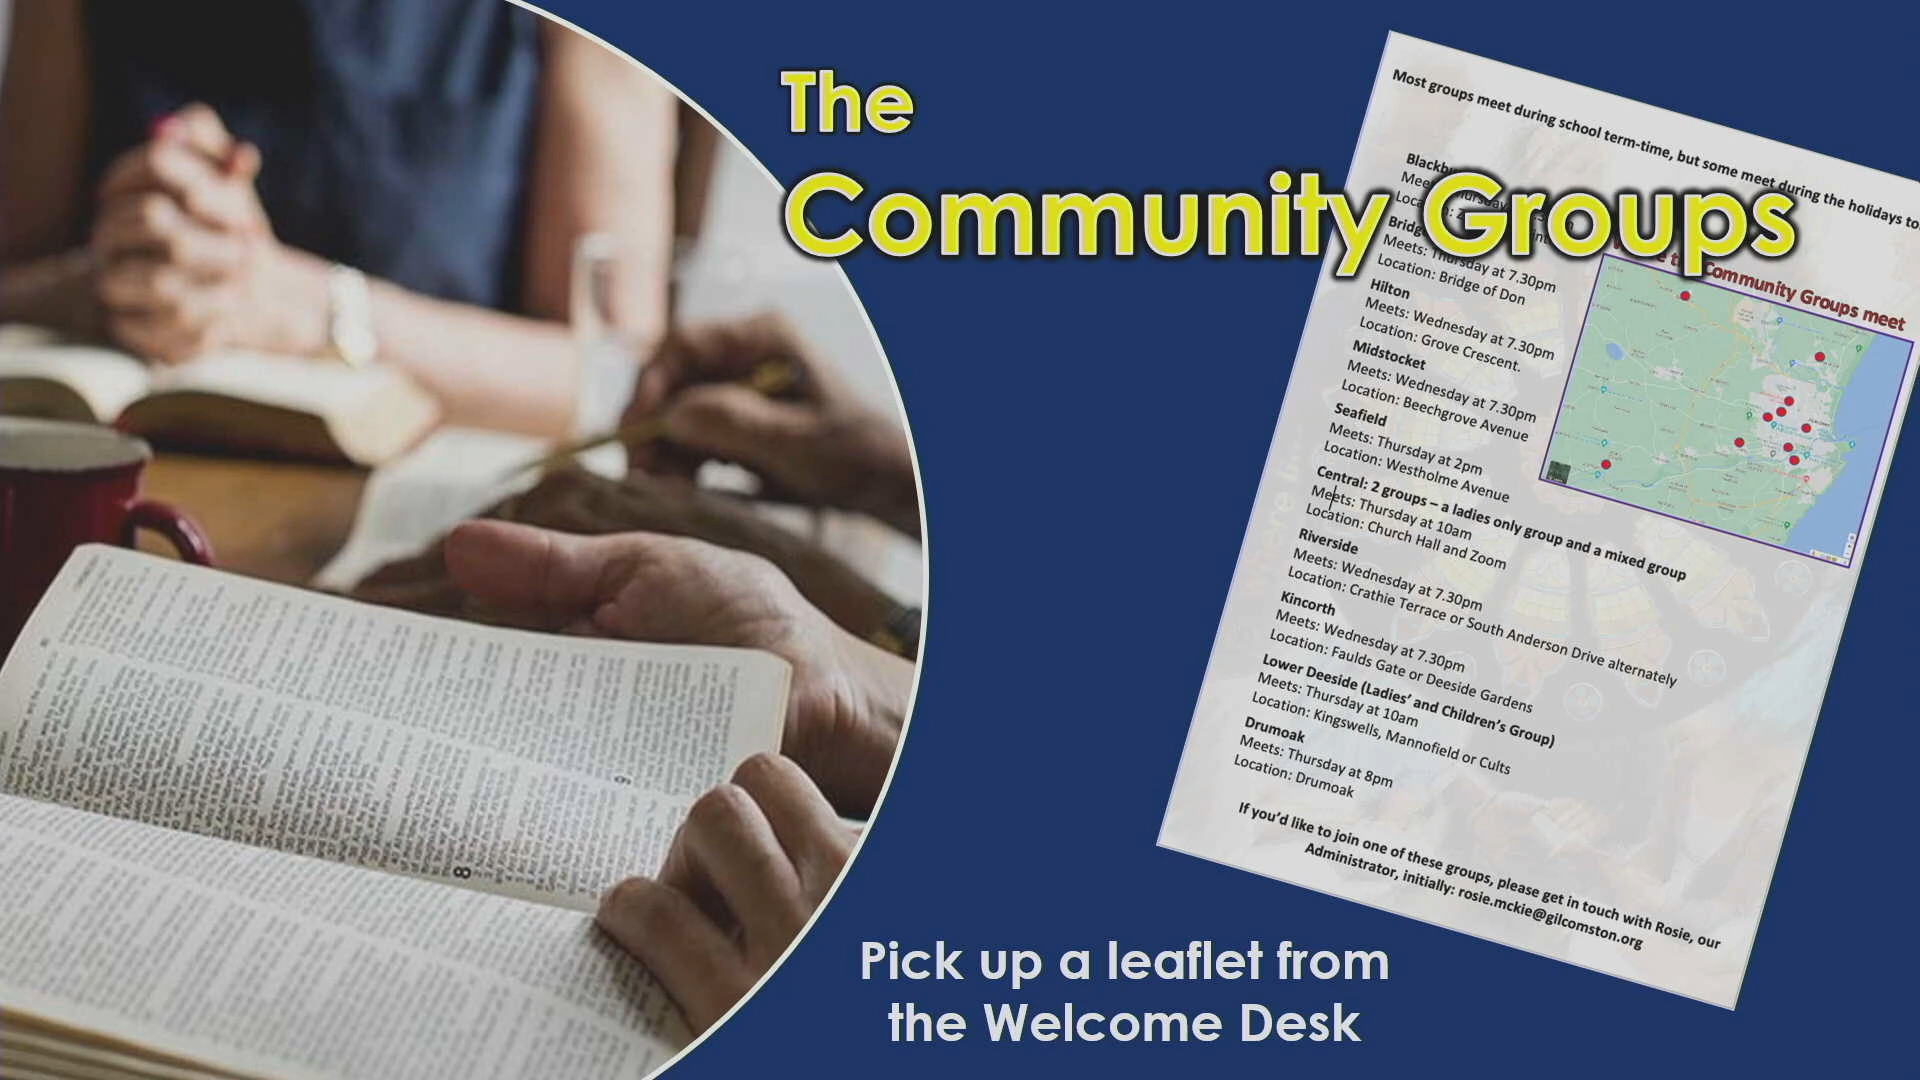 The
Community Groups
Most groups meet during school term-time, but some meet during the holidays
Meets: Thursday at 7.30pm
Location: Bridge of Don
Hilton
Meets: Wednesday at 7.30pm
Location: Grove Crescent.
Midstocket
Meets: Wednesday at 7.30pm
Location: Beechgrove Avenue
Seafield
Meets: Thursday at 2pm
Location: Westholme Avenue
Central: 2 groups – a ladies only group and a mixed group
Meets: Thursday at 10am
Location: Church Hall and Zoom
Riverside
Meets: Wednesday at 7.30pm
Location: Crathie Terrace or South Anderson Drive alternately
Kincorth
Meets: Wednesday at 7.30pm
Location: Faulds Gate or Deeside Gardens
Lower Deeside (Ladies' and Children's Group)
Meets: Thursday at 10am
Location: Kingswells, Mannofield or Cults
Drumoak
Meets: Thursday at 8pm
Location: Drumoak
Community Groups meet
If you'd like to join one of these groups, please get in touch with Rosie, our
Administrator, initially: rosie.mckie@gilcomston.org
Pick up a leaflet from
the Welcome Desk